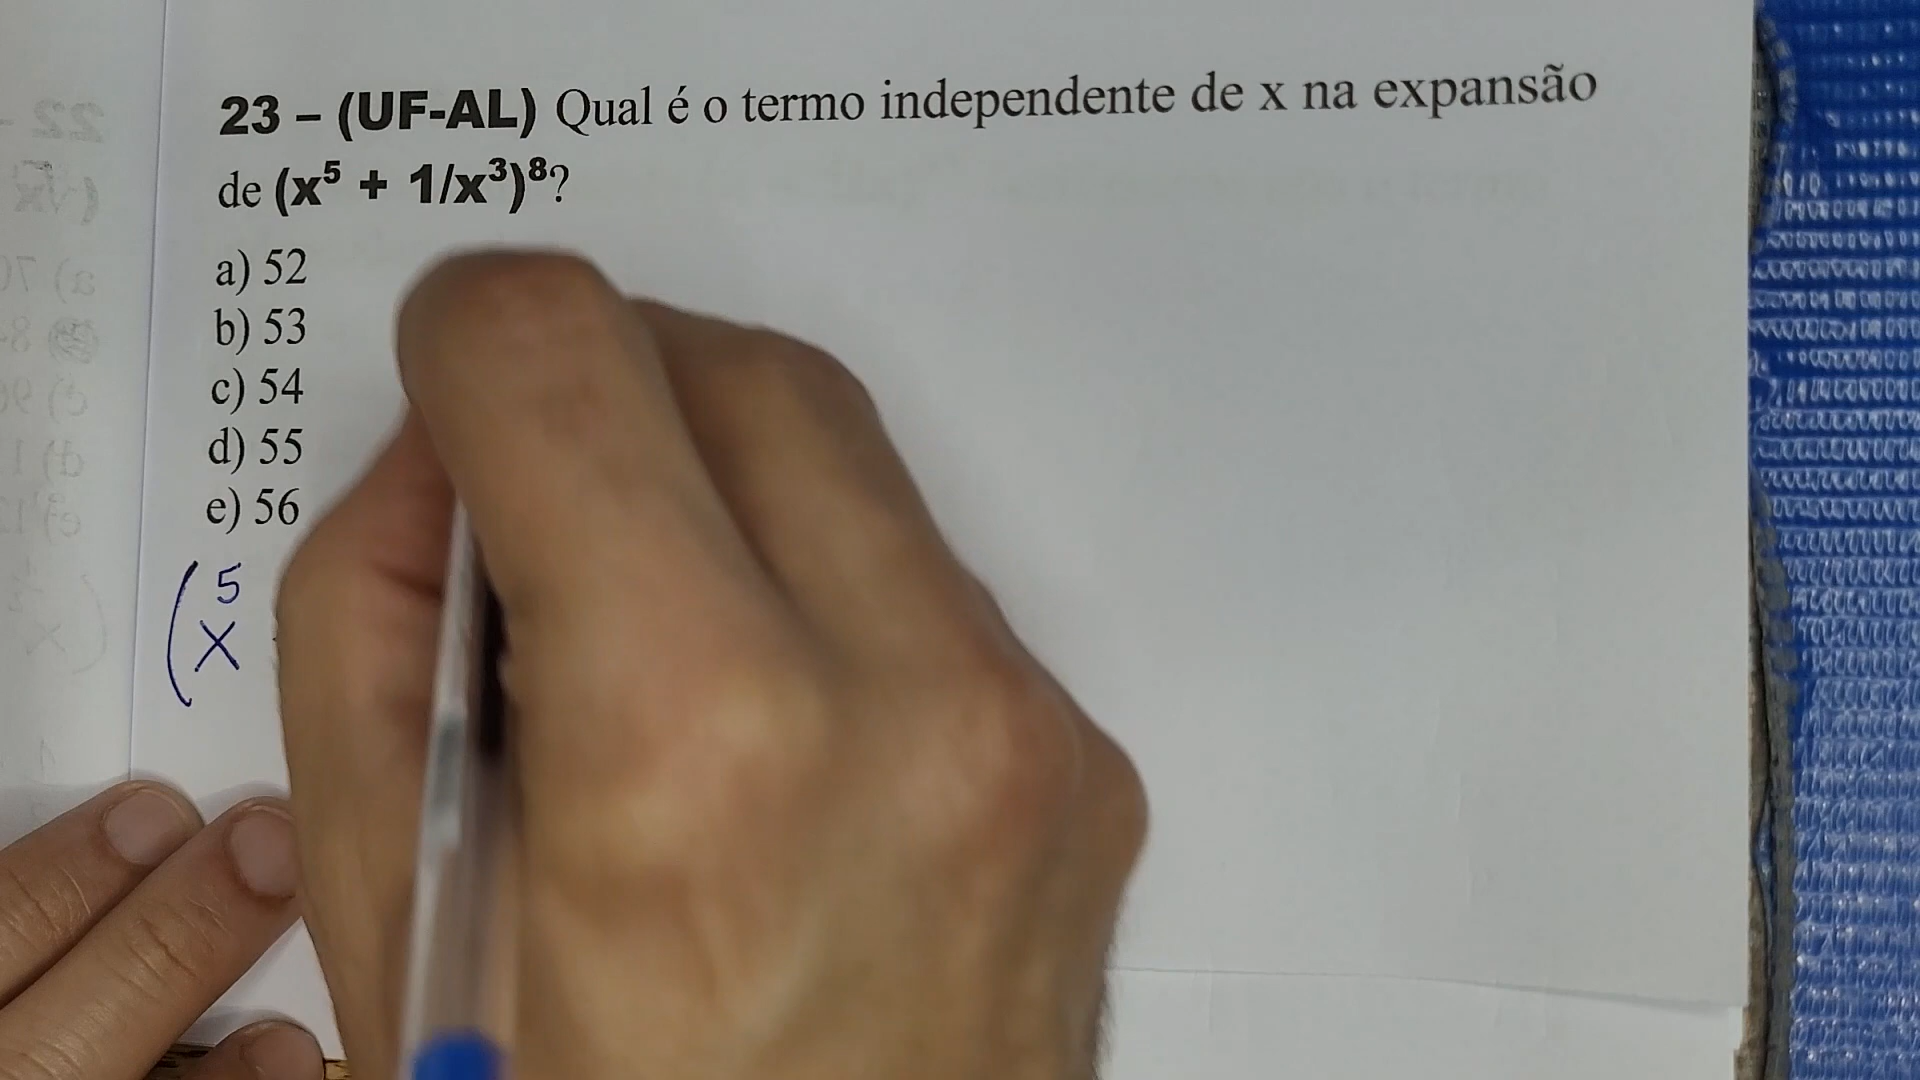 23 – (UF-AL) Qual é o termo independente de x na expansão
de (x⁵ + 1/x³)⁸?
a) 52
b) 53
c) 54
d) 55
e) 56
(x⁵